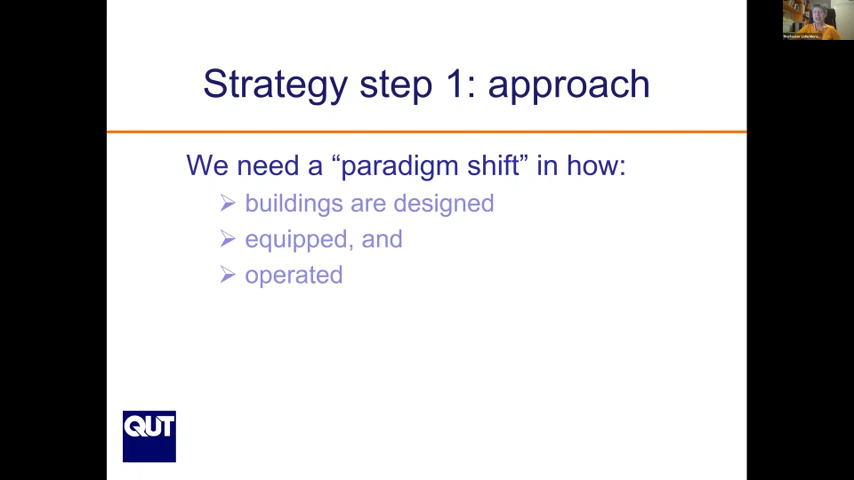 Strategy step 1: approach
We need a “paradigm shift” in how:
buildings are designed
equipped, and
operated
QUT